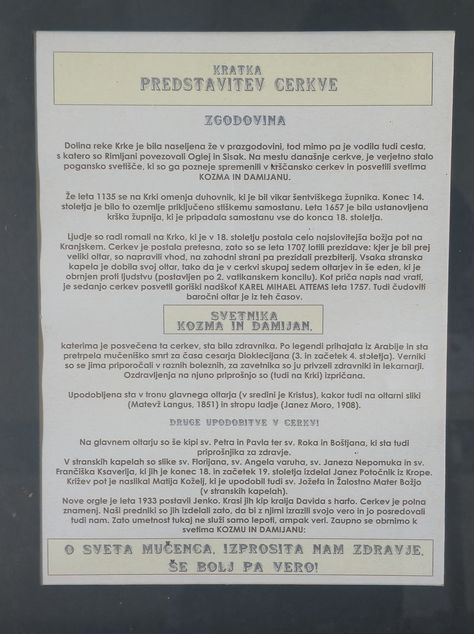 KRATKA
PREDSTAVITEV CERKVE
ZGODOVINA
Dolina reke Krke je bila naseljena že v prazgodovini, tod mimo pa je vodila tudi cesta,
s katero so Rimljani povezovali Oglej in Sisak. Na mestu današnje cerkve, je verjetno stalo
pogansko svetišče, ki so ga pozneje spremenili v krščansko cerkev in posvetili svetima
KOZMA IN DAMIJANU.
Že leta 1135 se na Krki omenja duhovnik, ki je bil vikar šentviškega župnika. Konec 14.
stoletja je bilo to ozemlje priključeno stiškemu samostanu. Leta 1657 je bila ustanovljena
krška župnija, ki je pripadala samostanu vse do konca 18. stoletja.
Ljudje so radi romali na Krko, ki je v 18. stoletju postala celo najslovitejša božja pot na
Kranjskem. Cerkev je postala pretesna, zato so se leta 1707 lotili prezidave: kjer je bil prej
veliki oltar, so napravili vhod, na zahodni strani pa prezidali prezbiterij. Vsaka stranska
kapela je dobila svoj oltar, tako da je v cerkvi skupaj sedem oltarjev in še eden, ki je
obrnjen proti ljudstvu (postavljen po 2. vatikanskem koncilu). Kot priča napis nad vrati,
je sedanjo cerkev posvetil goriški nadškof KAREL MIHAEL ATTEMS leta 1757. Tudi čudoviti
baročni oltar je iz teh časov.
SVETNIKA
KOZMA IN DAMIJAN,
katerima je posvečena ta cerkev, sta bila zdravnika. Po legendi prihajata iz Arabije in sta
pretrpela mučeniško smrt za časa cesarja Dioklecijana (3. in začetek 4. stoletja). Verniki
so se jima priporočali v raznih boleznih, za zavetnika so ju privzeli zdravniki in lekarnarji.
Ozdravljenja na njuno priprošnjo so (tudi na Krki) izpričana.
Upodobljena sta v tronu glavnega oltarja (v sredini je Kristus), kakor tudi na oltarni sliki
(Matevž Langus, 1851) in stropu ladje (Janez Moro, 1908).
DRUGE UPODOBITVE V CERKVI
Na glavnem oltarju so še kipi sv. Petra in Pavla ter sv. Roka in Boštjana, ki sta tudi
priprošnjika za zdravje.
V stranskih kapelah so slike sv. Florijana, sv. Angela varuha, sv. Janeza Nepomuka in sv.
Frančiška Ksaverija, ki jih je konec 18. in začetek 19. stoletja izdelal Janez Potočnik iz Krope.
Križev pot je naslikal Matija Koželj, ki je upodobil tudi sv. Jožefa in Žalostno Mater Božjo
(v stranskih kapelah).
Nove orgle je leta 1933 postavil Jenko. Krasi jih kip kralja Davida s harfo. Cerkev je polna
znamenj. Naši predniki so jih izdelali zato, da bi z njimi izrazili svojo vero in jo posredovali
tudi nam. Zato umetnost tukaj ne služi samo lepoti, ampak veri. Zaupno se obrnimo k
svetima KOZMU IN DAMIJANU:
O SVETA MUČENCA, IZPROSITA NAM ZDRAVJE,
ŠE BOLJ PA VERO!